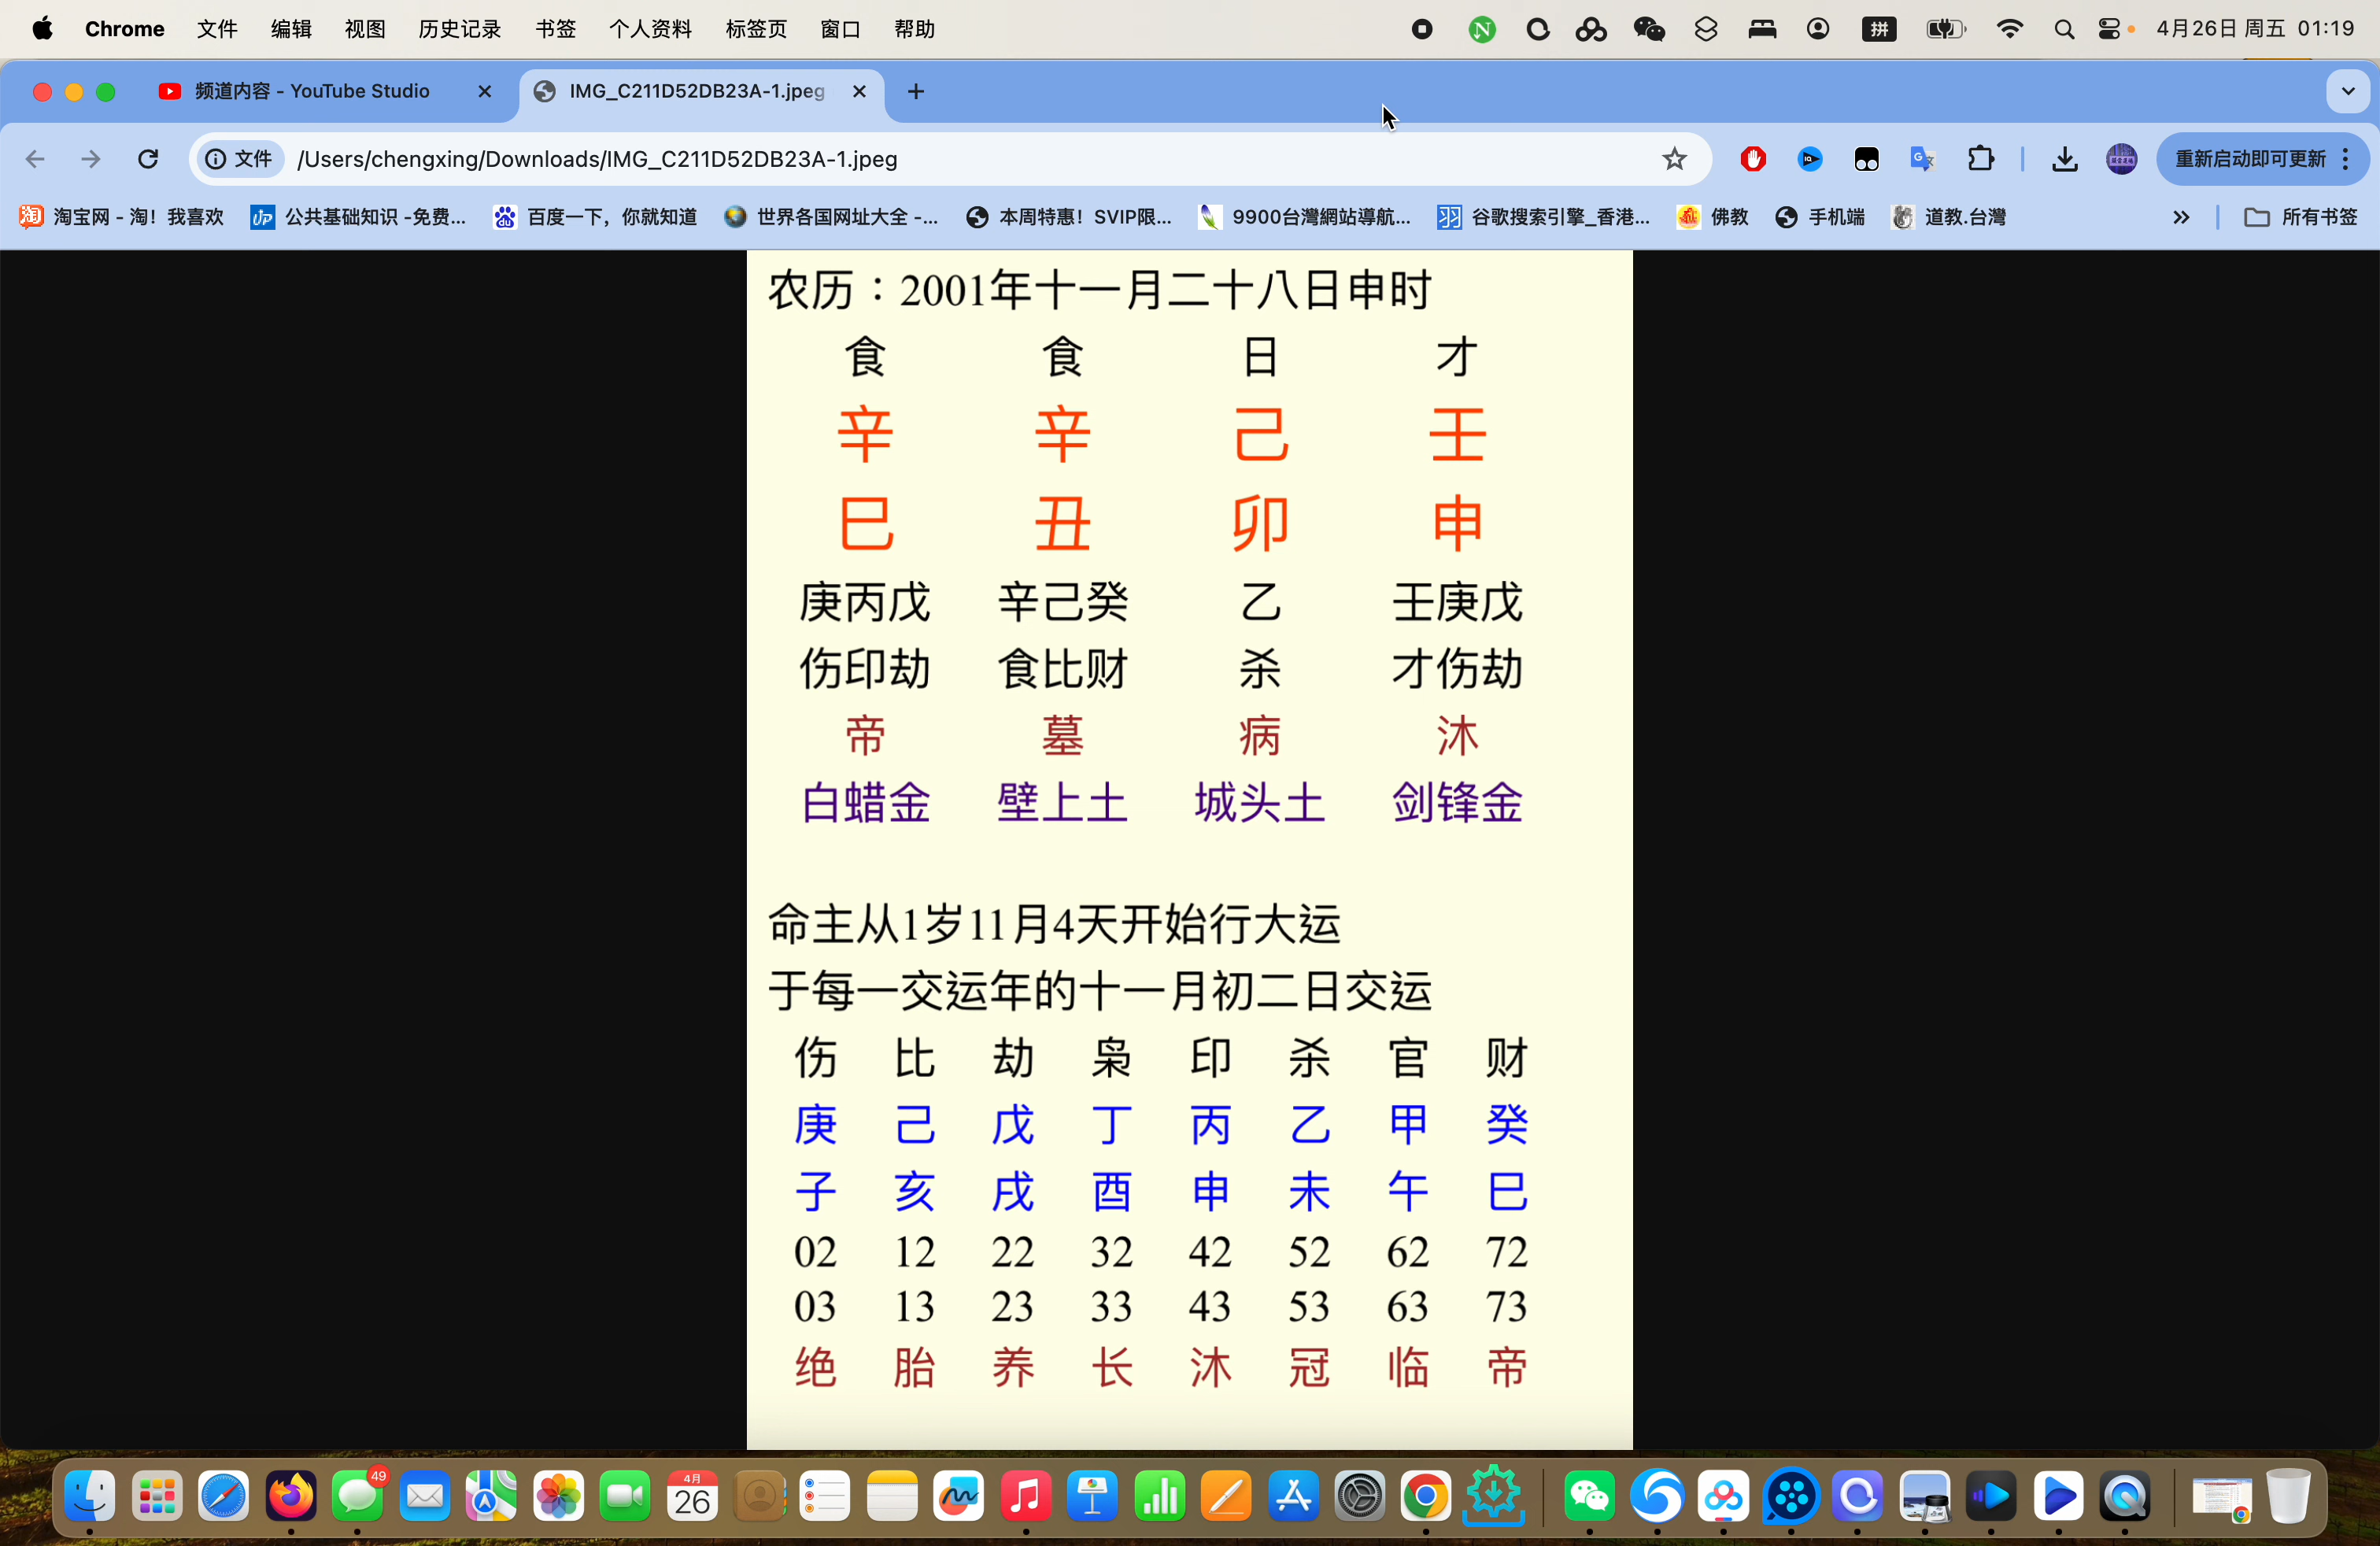 Chrome 文件 编辑 视图 历史记录 书签 个人资料 标签页 窗口 帮助 拼 4月26日 周五 01:19
频道内容 - YouTube Studio IMG_C211D52DB23A-1.jpeg
文件 /Users/chengxing/Downloads/IMG_C211D52DB23A-1.jpeg 重新启动即可更新
淘宝网 - 淘！我喜欢 公共基础知识 -免费... 百度一下，你就知道 世界各国网址大全 -... 本周特惠！SVIP限... 9900台灣網站導航... 谷歌搜索引擎_香港... 佛教 手机端 道教.台灣 » 所有书签
农历：2001年十一月二十八日申时
食 食 日 才
辛 辛 己 壬
巳 丑 卯 申
庚丙戊 辛己癸 乙 壬庚戊
伤印劫 食比财 杀 才伤劫
帝 墓 病 沐
白蜡金 壁上土 城头土 剑锋金
命主从1岁11月4天开始行大运
于每一交运年的十一月初二日交运
伤 比 劫 枭 印 杀 官 财
庚 己 戊 丁 丙 乙 甲 癸
子 亥 戌 酉 申 未 午 巳
02 12 22 32 42 52 62 72
03 13 23 33 43 53 63 73
绝 胎 养 长 沐 冠 临 帝
49 4月 26